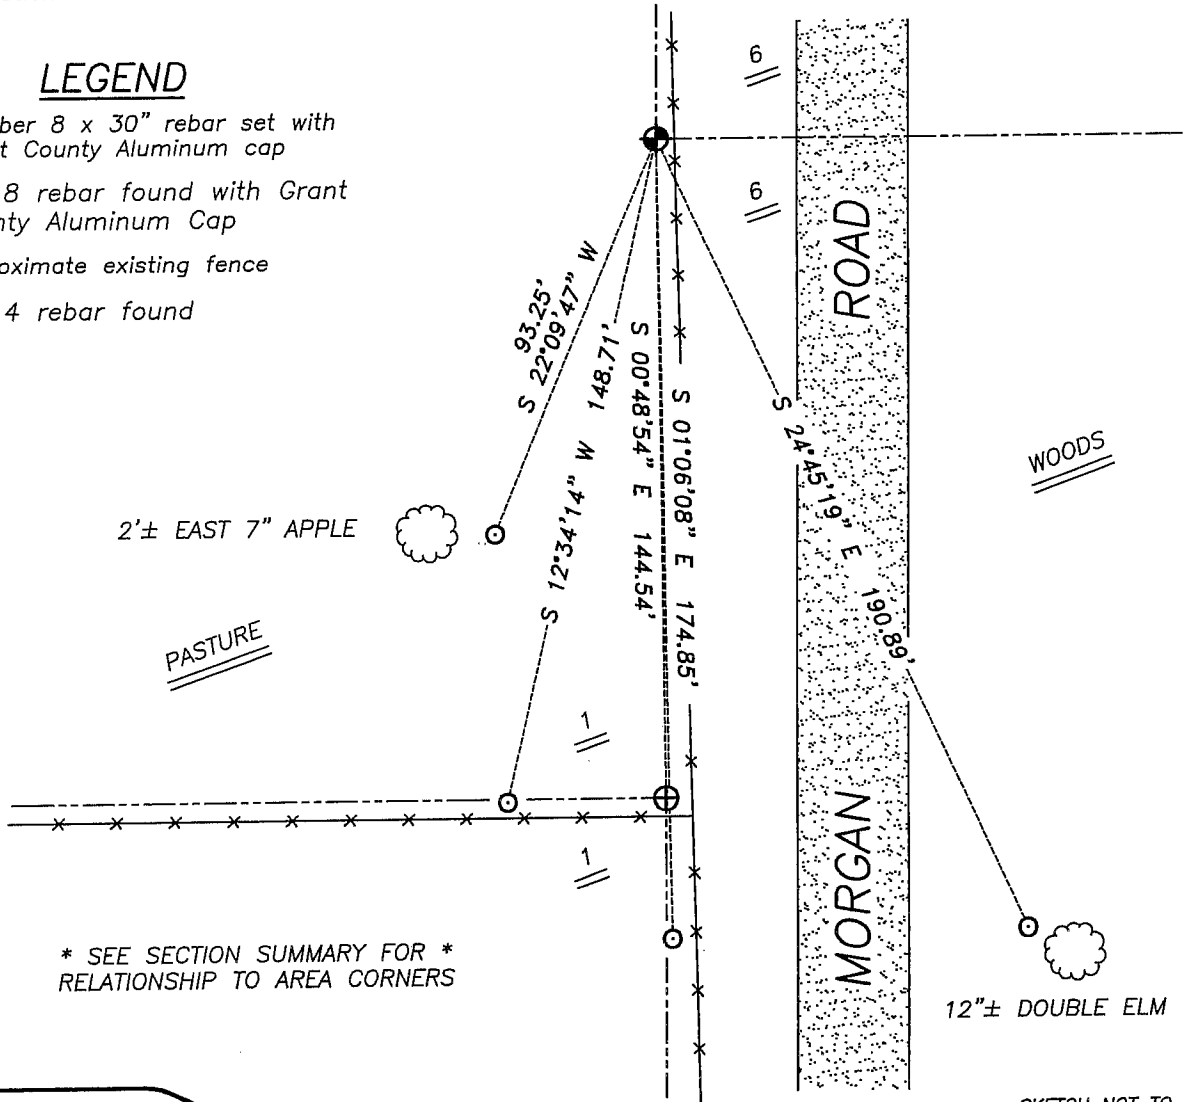 LEGEND
ber 8 x 30" rebar set with
t County Aluminum cap
8 rebar found with Grant
nty Aluminum Cap
oximate existing fence
4 rebar found
6
6
ROAD
93.25'
S 22°09'47" W
S 12°34'14" W 148.71'
S 00°48'54" E 144.54'
S 01°06'08" E 174.85'
S 24°45'19" E 190.89'
WOODS
2'± EAST 7" APPLE
PASTURE
1
1
MORGAN
* SEE SECTION SUMMARY FOR *
RELATIONSHIP TO AREA CORNERS
12"± DOUBLE ELM
SKETCH NOT TO